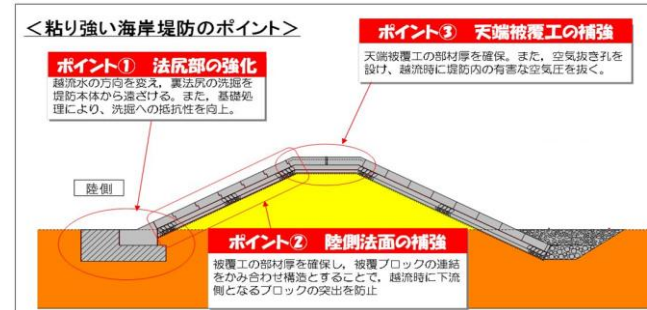 ＜粘り強い海岸堤防のポイント＞
ポイント① 法尻部の強化
越流水の方向を変え，裏法尻の洗掘を
堤防本体から遠ざける。また，基礎処
理により、洗掘への抵抗性を向上。
ポイント③ 天端被覆工の補強
天端被覆工の部材厚を確保。また，空気抜き孔を
設け，越流時に堤防内の有害な空気圧を抜く。
陸側
ポイント② 陸側法面の補強
被覆工の部材厚を確保し，被覆ブロックの連結
をかみ合わせ構造とすることで，越流時に下流
側となるブロックの突出を防止